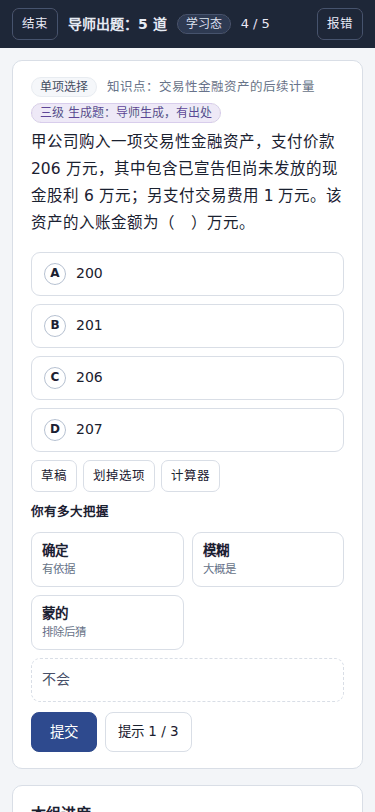 结束 导师出题：5 道 学习态 4 / 5 报错
单项选择 知识点：交易性金融资产的后续计量
三级 生成题：导师生成，有出处
甲公司购入一项交易性金融资产，支付价款
206 万元，其中包含已宣告但尚未发放的现
金股利 6 万元；另支付交易费用 1 万元。该
资产的入账金额为（　）万元。
A 200
B 201
C 206
D 207
草稿 划掉选项 计算器
你有多大把握
确定 模糊
有依据 大概是
蒙的
排除后猜
不会
提交 提示 1 / 3